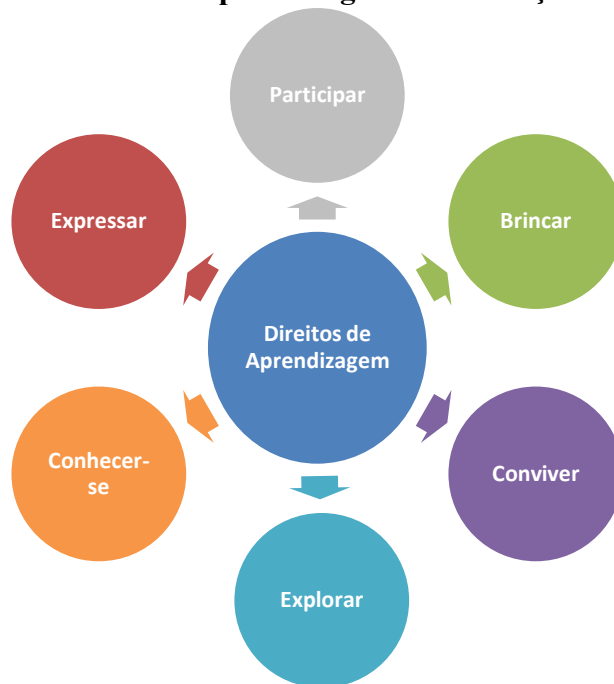 Participar
Expressar
Brincar
Direitos de
Aprendizagem
Conhecer-
se
Conviver
Explorar